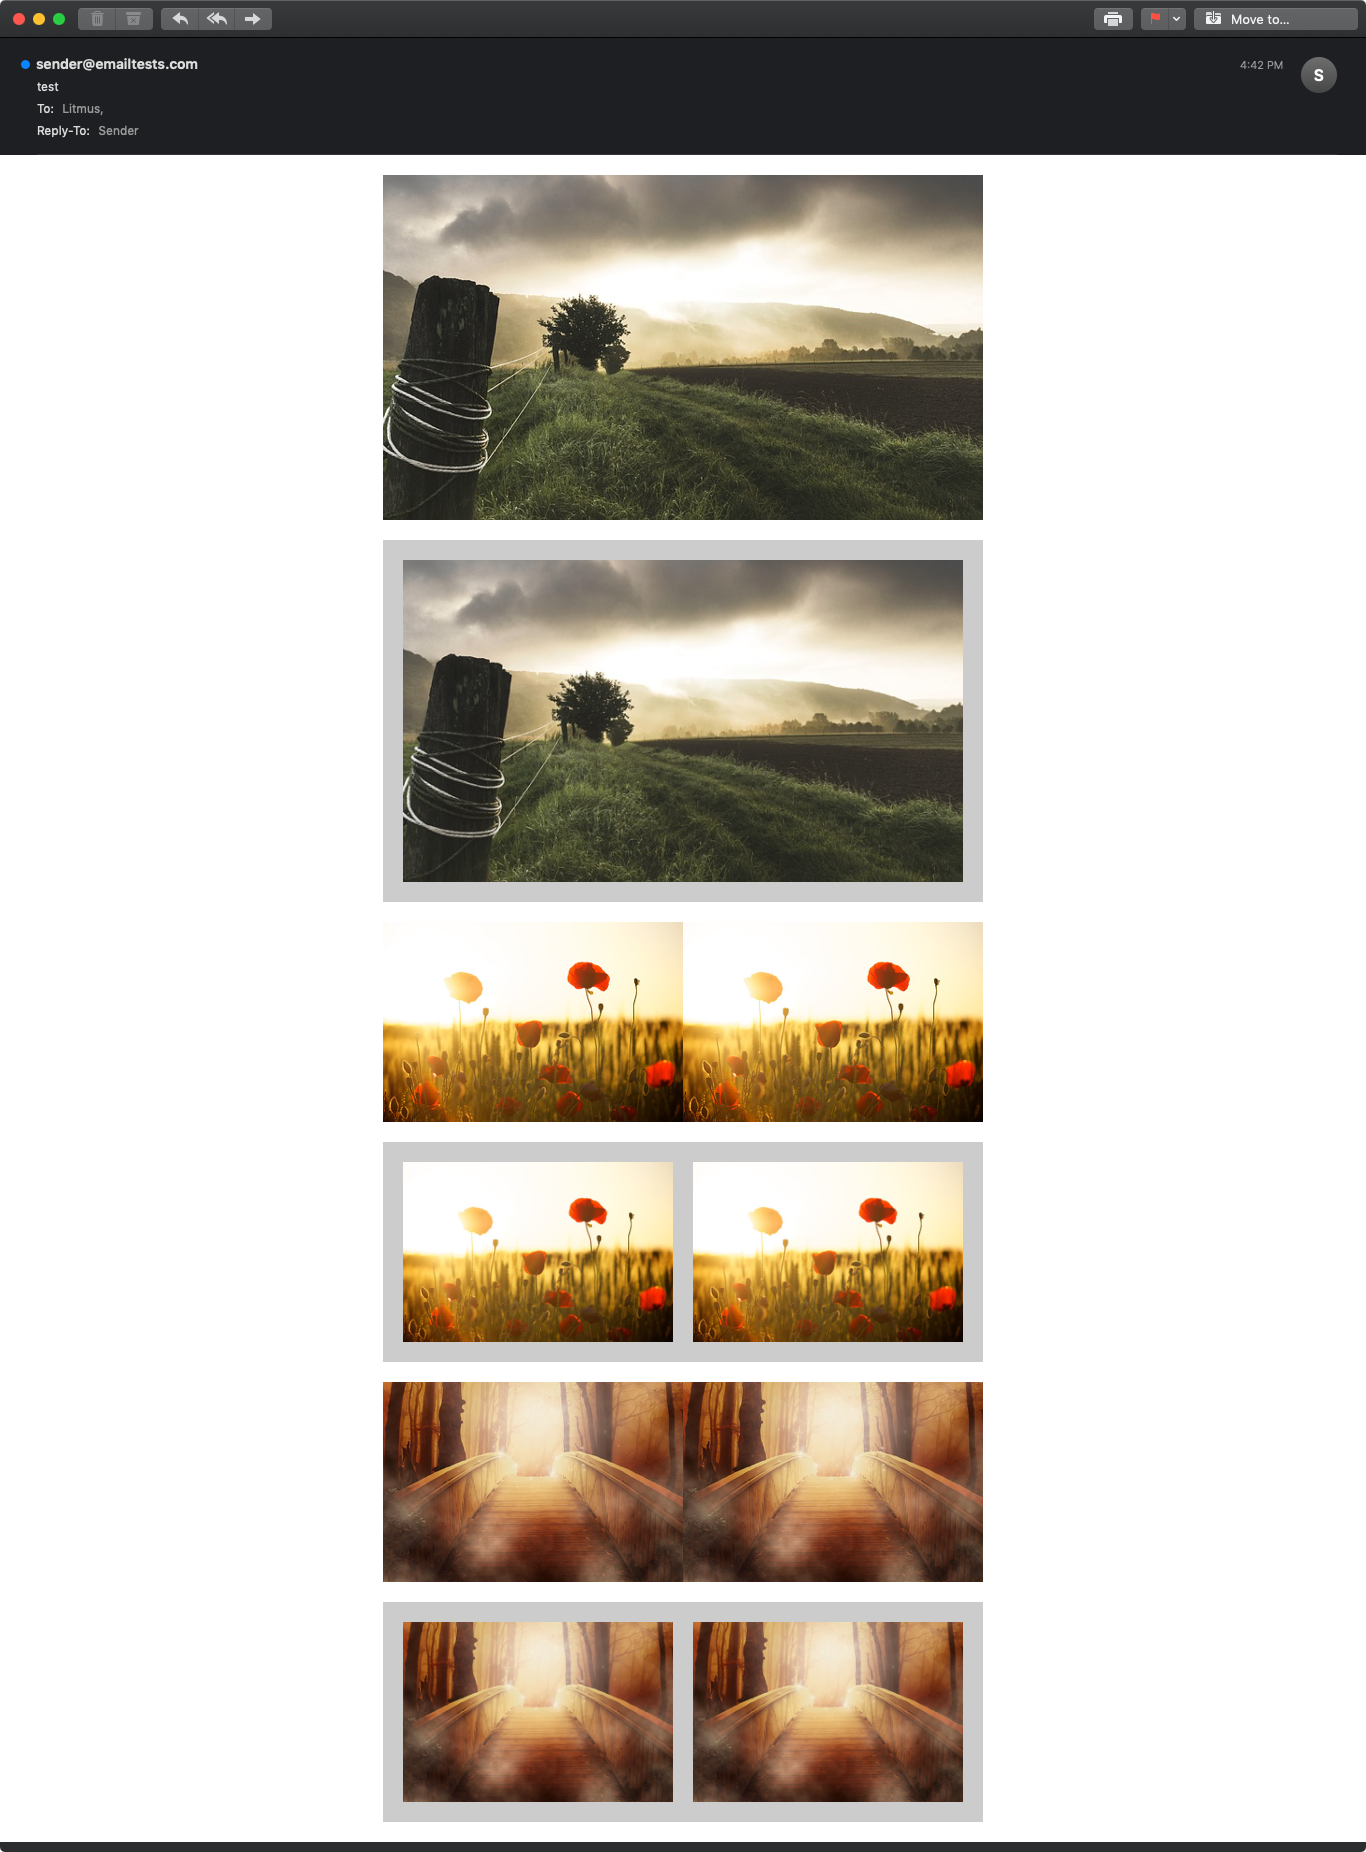 Move to...
sender@emailtests.com
4:42 PM
S
test
To: Litmus,
Reply-To: Sender